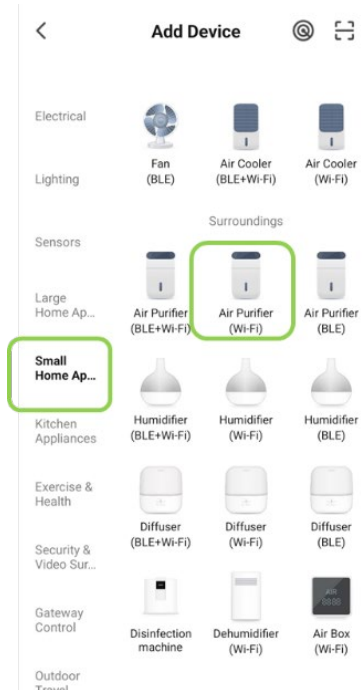 Add Device
Electrical
Lighting
Sensors
Large
Home Ap...
Small
Home Ap...
Kitchen
Appliances
Exercise &
Health
Security &
Video Sur...
Gateway
Control
Outdoor
Travel
Fan
(BLE)
Air Cooler
(BLE+Wi-Fi)
Air Cooler
(Wi-Fi)
Surroundings
Air Purifier
(BLE+Wi-Fi)
Air Purifier
(Wi-Fi)
Air Purifier
(BLE)
Humidifier
(BLE+Wi-Fi)
Humidifier
(Wi-Fi)
Humidifier
(BLE)
Diffuser
(BLE+Wi-Fi)
Diffuser
(Wi-Fi)
Diffuser
(BLE)
Disinfection
machine
Dehumidifier
(Wi-Fi)
AIR
Air Box
(Wi-Fi)